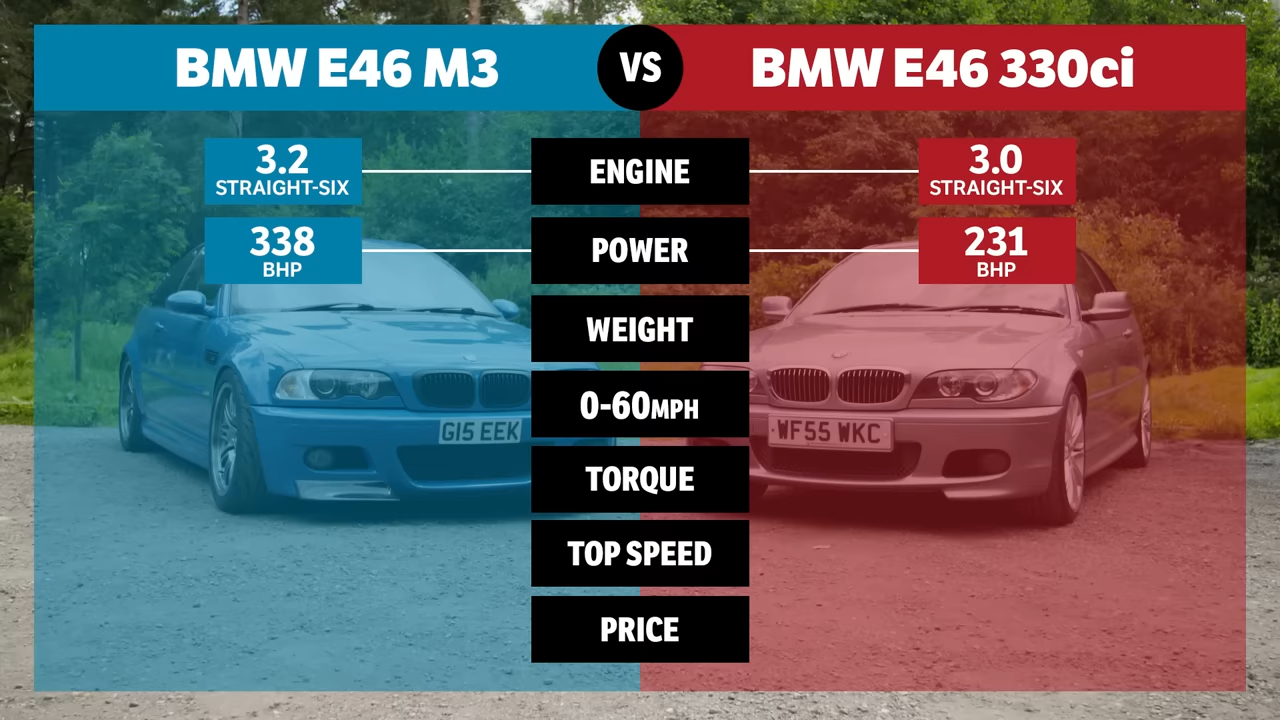 BMW E46 M3
VS
BMW E46 330ci
3.2
STRAIGHT-SIX
ENGINE
3.0
STRAIGHT-SIX
338
BHP
POWER
231
BHP
WEIGHT
0-60MPH
G15 EEK
WF55 WKC
TORQUE
TOP SPEED
PRICE